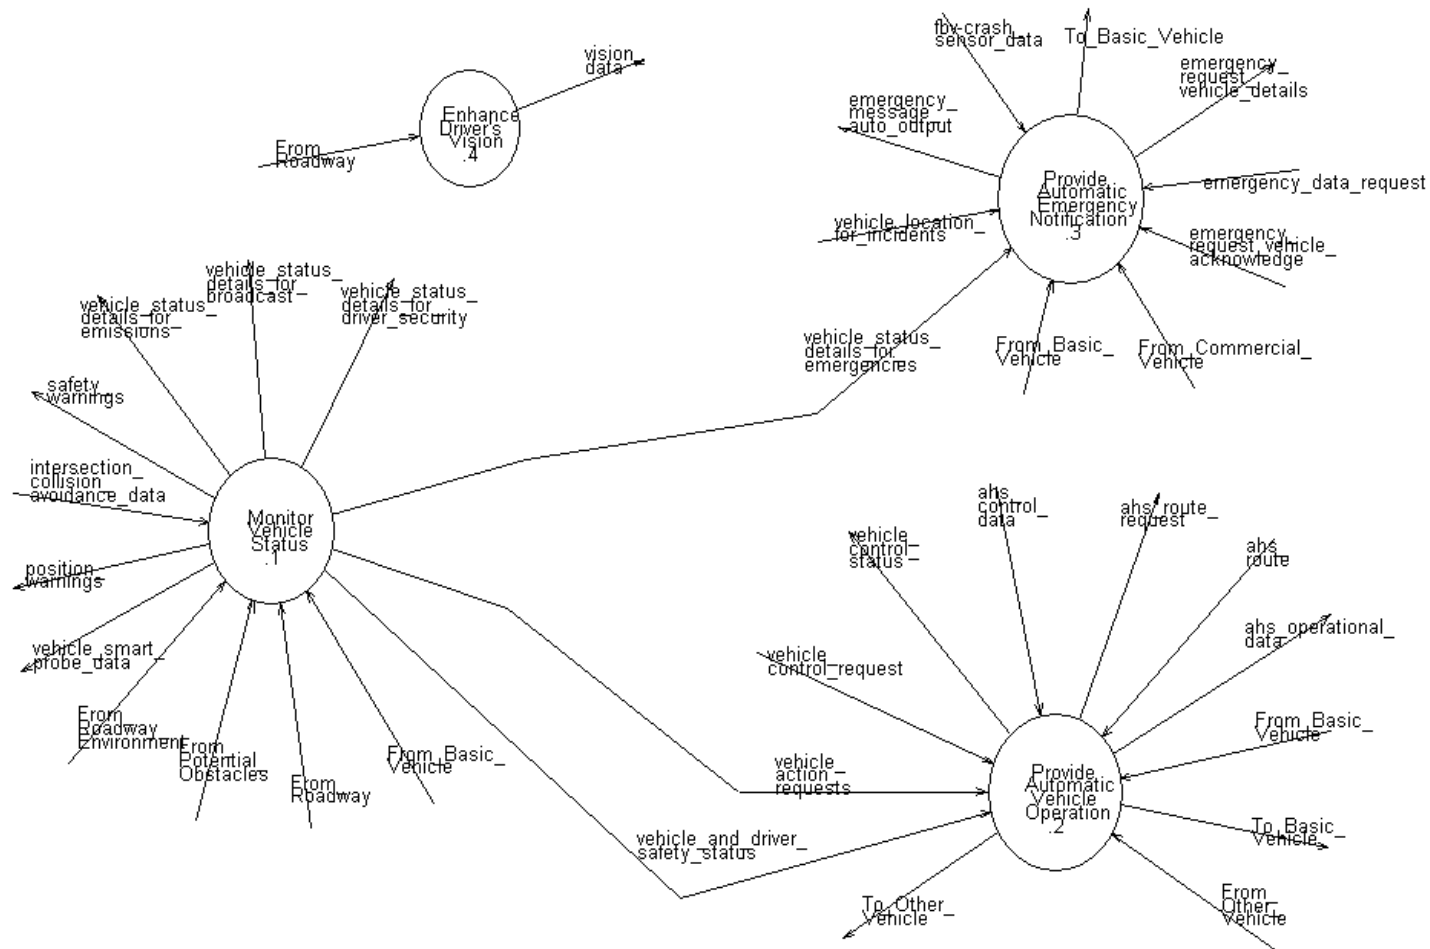 fbv-crash_
sensor_data
To_Basic_Vehicle
emergency_
request_
vehicle_details
vision_
data
Enhance
Driver's
Vision
.4
From_
Roadway
emergency_
message_
auto_output
Provide
Automatic
Emergency
Notification
.3
emergency_data_request
vehicle_location_
for_incidents
emergency_
request_vehicle_
acknowledge
vehicle_status_
details_for_
emissions_
vehicle_status_
details_for_
broadcast_
vehicle_status_
details_for_
driver_security
vehicle_status_
details_for_
emergencies
From_Basic_
Vehicle
From_Commercial_
Vehicle
safety_
warnings
intersection_
collision_
avoidance_data
Monitor
Vehicle
Status
.1
position_
warnings
vehicle_smart_
probe_data
From_
Roadway_
Environment
From_
Potential_
Obstacles
From_
Roadway
From_Basic_
Vehicle
ahs_
control_
data
ahs_route_
request
vehicle_
control_
status_
ahs_
route
vehicle_
control_request
ahs_operational_
data
From_Basic_
Vehicle
vehicle_
action_
requests
Provide
Automatic
Vehicle
Operation
.2
vehicle_and_driver_
safety_status
To_Basic_
Vehicle
To_Other_
Vehicle
From_
Other_
Vehicle